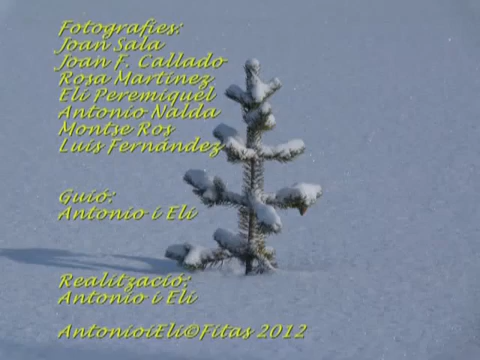 Fotografies:
Joan Sala
Joan F. Callado
Rosa Martínez
Eli Peremiquel
Antonio Nalda
Montse Ros
Luis Fernández
Guió:
Antonio i Eli
Realització:
Antonio i Eli
AntonioiEli©Fitas 2012